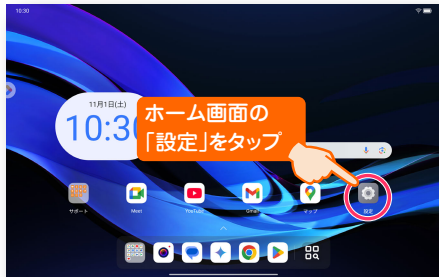 10:30
11月1日(土)
10:30
ホーム画面の
「設定」をタップ
サポート
Meet
YouTube
Gmail
マップ
設定